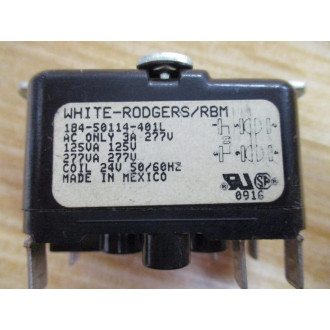 WHITE-RODGERS/RBM
184-50114-401L
AC ONLY 3A 277V
125VA 125V
277VA 277V
COIL 24V 50/60HZ
MADE IN MEXICO
0916